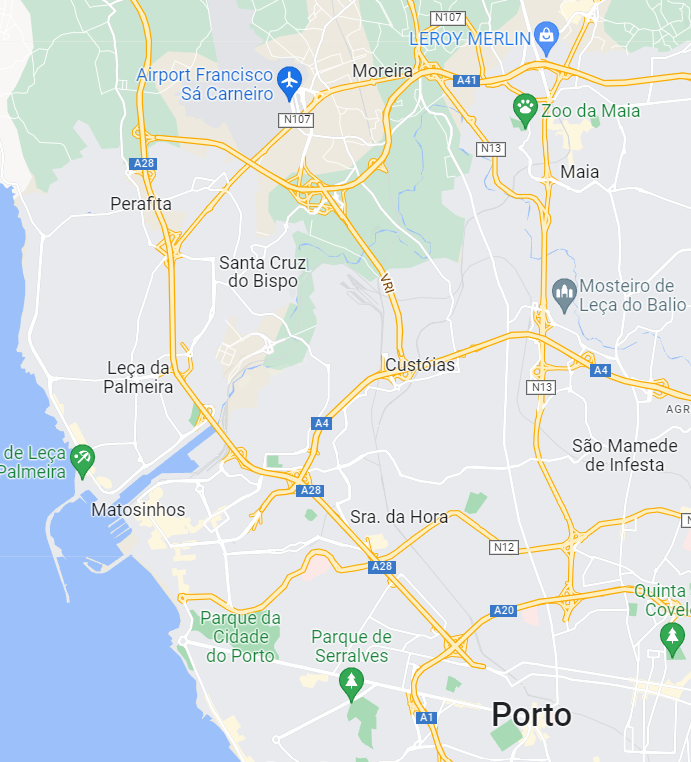 N107
LEROY MERLIN
Airport Francisco
Sá Carneiro
Moreira
A41
Zoo da Maia
N107
N13
A28
Maia
Perafita
Santa Cruz
do Bispo
VRI
Mosteiro de
Leça do Balio
Leça da
Palmeira
Custóias
A4
N13
AGR
A4
de Leça
Palmeira
São Mamede
de Infesta
A28
Matosinhos
Sra. da Hora
N
N12
A28
Quinta
Covel
A20
Parque da
Cidade
do Porto
Parque de
Serralves
A1
Porto